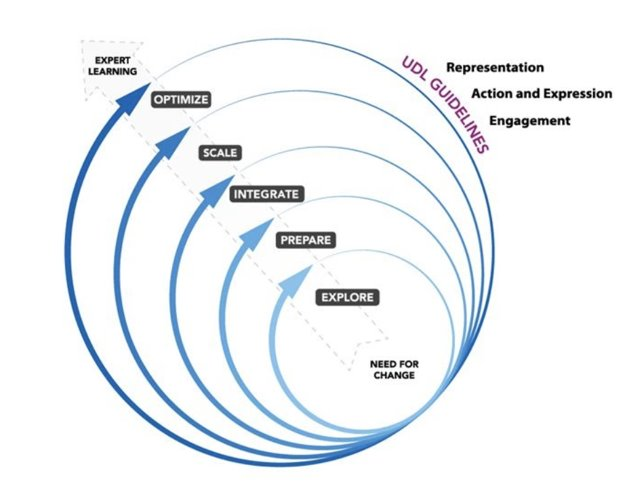 EXPERT
LEARNING
OPTIMIZE
SCALE
INTEGRATE
PREPARE
EXPLORE
NEED FOR
CHANGE
UDL GUIDELINES
Representation
Action and Expression
Engagement